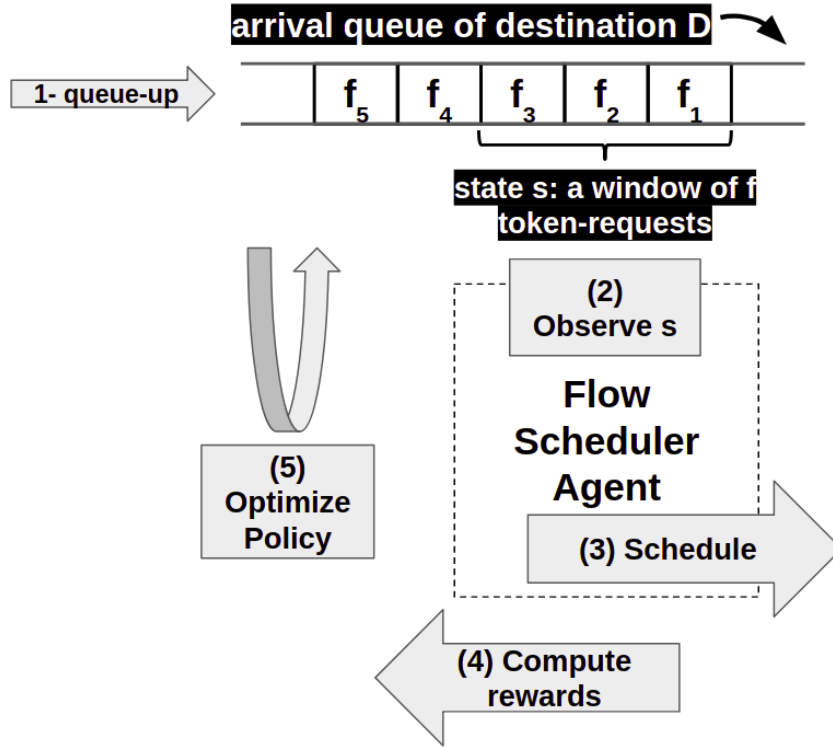 arrival queue of destination D
1- queue-up
f5 f4 f3 f2 f1
state s: a window of f
token-requests
(2)
Observe s
Flow
Scheduler
Agent
(3) Schedule
(5)
Optimize
Policy
(4) Compute
rewards